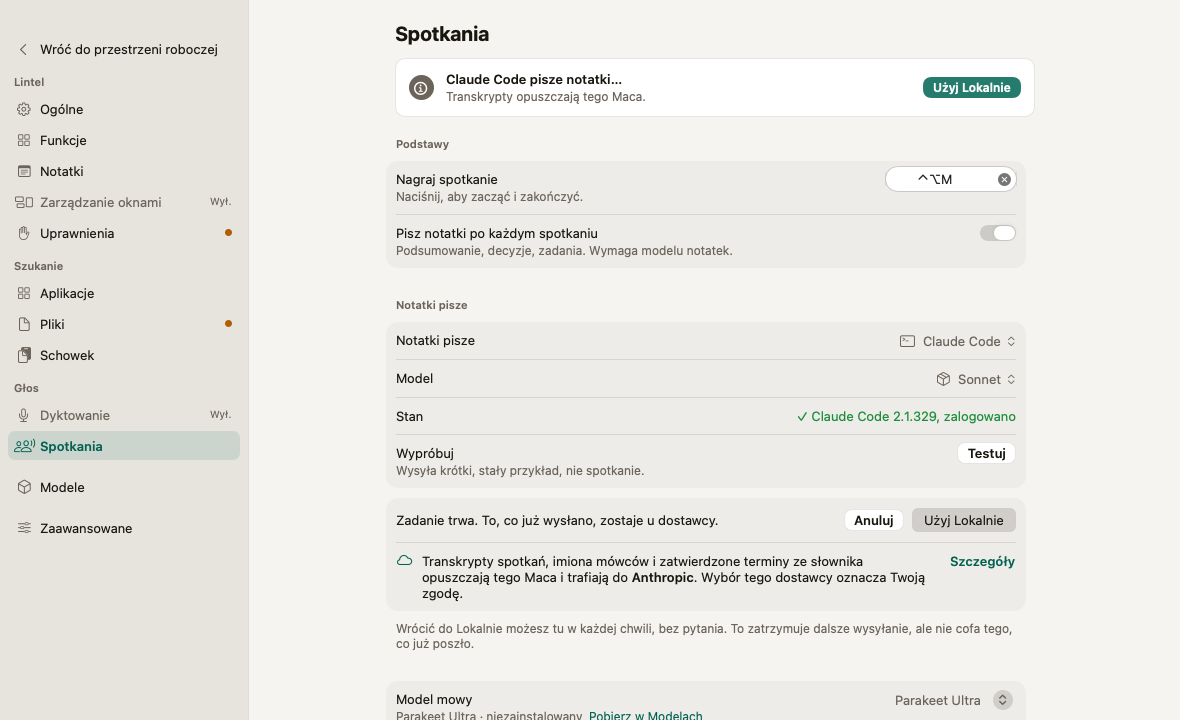 Wróć do przestrzeni roboczej
Lintel
Ogólne
Funkcje
Notatki
Zarządzanie oknami Wył.
Uprawnienia
Szukanie
Aplikacje
Pliki
Schowek
Głos
Dyktowanie Wył.
Spotkania
Modele
Zaawansowane
Spotkania
Claude Code pisze notatki...
Transkrypty opuszczają tego Maca.
Użyj Lokalnie
Podstawy
Nagraj spotkanie
Naciśnij, aby zacząć i zakończyć.
^⌥M
Pisz notatki po każdym spotkaniu
Podsumowanie, decyzje, zadania. Wymaga modelu notatek.
Notatki pisze
Notatki pisze Claude Code
Model Sonnet
Stan ✓ Claude Code 2.1.329, zalogowano
Wypróbuj
Wysyła krótki, stały przykład, nie spotkanie.
Testuj
Zadanie trwa. To, co już wysłano, zostaje u dostawcy. Anuluj Użyj Lokalnie
Transkrypty spotkań, imiona mówców i zatwierdzone terminy ze słownika
opuszczają tego Maca i trafiają do Anthropic. Wybór tego dostawcy oznacza Twoją
zgodę.
Szczegóły
Wrócić do Lokalnie możesz tu w każdej chwili, bez pytania. To zatrzymuje dalsze wysyłanie, ale nie cofa tego,
co już poszło.
Model mowy Parakeet Ultra
Parakeet Ultra · niezainstalowany Pobierz w Modelach